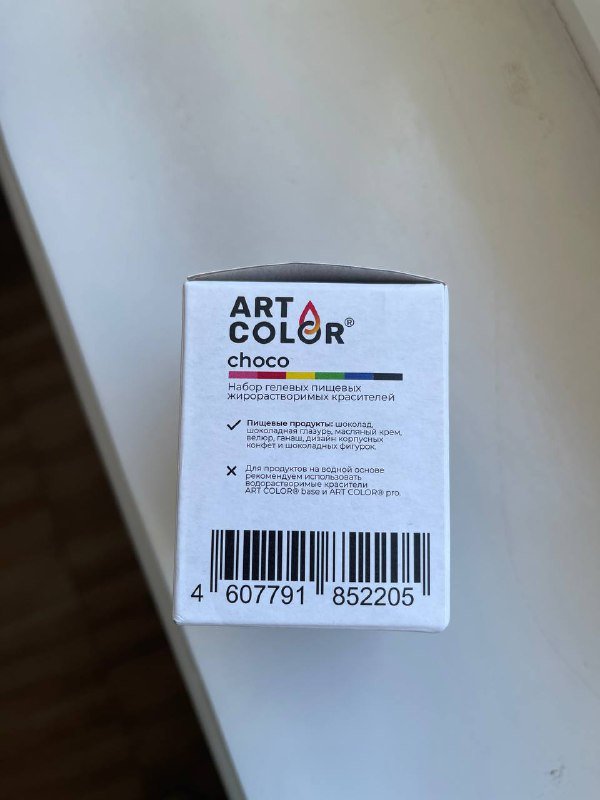 ART
COLOR®
choco
Набор гелевых пищевых
жирорастворимых красителей
Пищевые продукты: шоколад,
шоколадная глазурь, масляный крем,
велюр, ганаш, дизайн корпусных
конфет и шоколадных фигурок.
Для продуктов на водной основе
рекомендуем использовать
водорастворимые красители
ART COLOR® base и ART COLOR® pro.
4 607791 852205